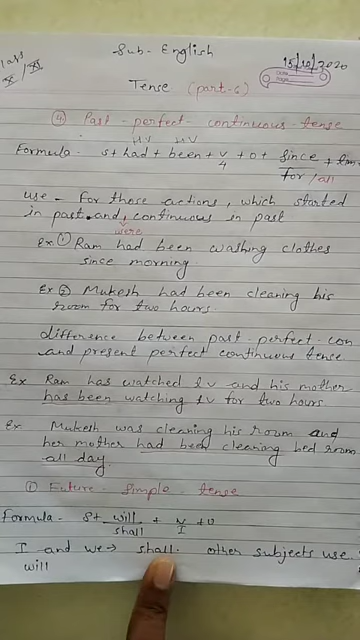 class
X / XI
Sub - English
15/10/2020
Tense (part-6)
④ Past - perfect - continuous - tense
HV HV
Formula - S + had + been + V/4 + O + since/for/all + time
use - For those actions, which started
in past and continuous in past
were
Ex ① Ram had been washing clothes
since morning.
Ex ② Mukesh had been cleaning his
room for two hours.
difference between past - perfect - con
and present perfect continuous tense
Ex Ram has watched TV and his mother
has been watching TV for two hours.
Ex Mukesh was cleaning his room and
her mother had been cleaning bed room
all day.
① Future - Simple - tense
Formula - S + will/shall + V/I + O
I and we → shall. other subjects use
will